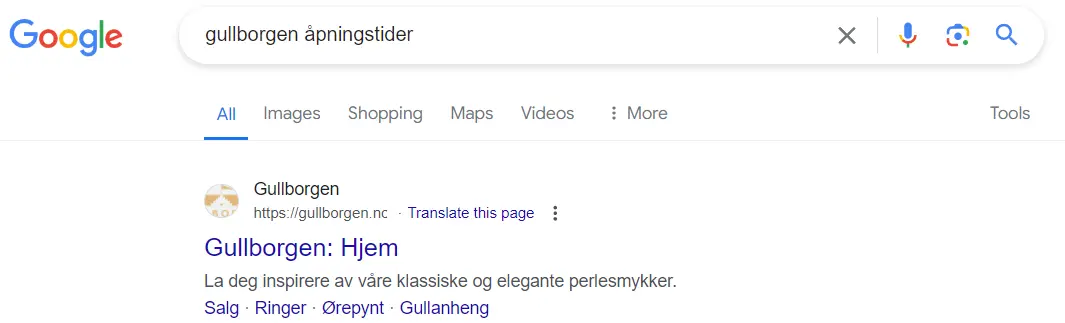 Google
gullborgen åpningstider
All Images Shopping Maps Videos More Tools
Gullborgen
https://gullborgen.nc · Translate this page
Gullborgen: Hjem
La deg inspirere av våre klassiske og elegante perlesmykker.
Salg · Ringer · Ørepynt · Gullanheng